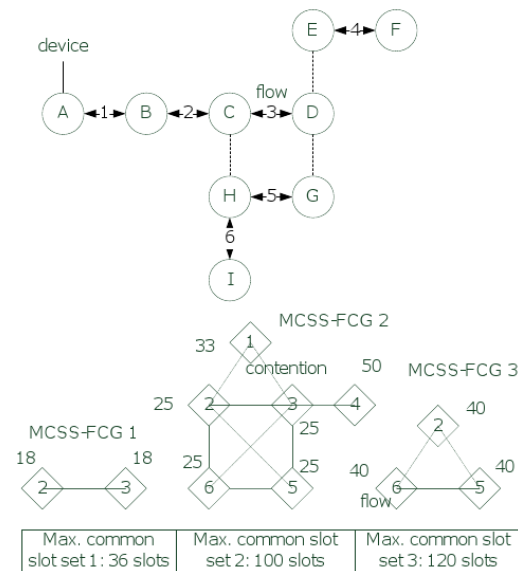 E 4 F
device
flow
A 1 B 2 C 3 D
H 5 G
6
I
MCSS-FCG 2
33 1
contention 50
MCSS-FCG 3
25 2 3 4
25
2 40
MCSS-FCG 1
18 18
25 25
40 40
2 3
6 5
6 5
flow
Max. common slot set 1: 36 slots
Max. common slot set 2: 100 slots
Max. common slot set 3: 120 slots